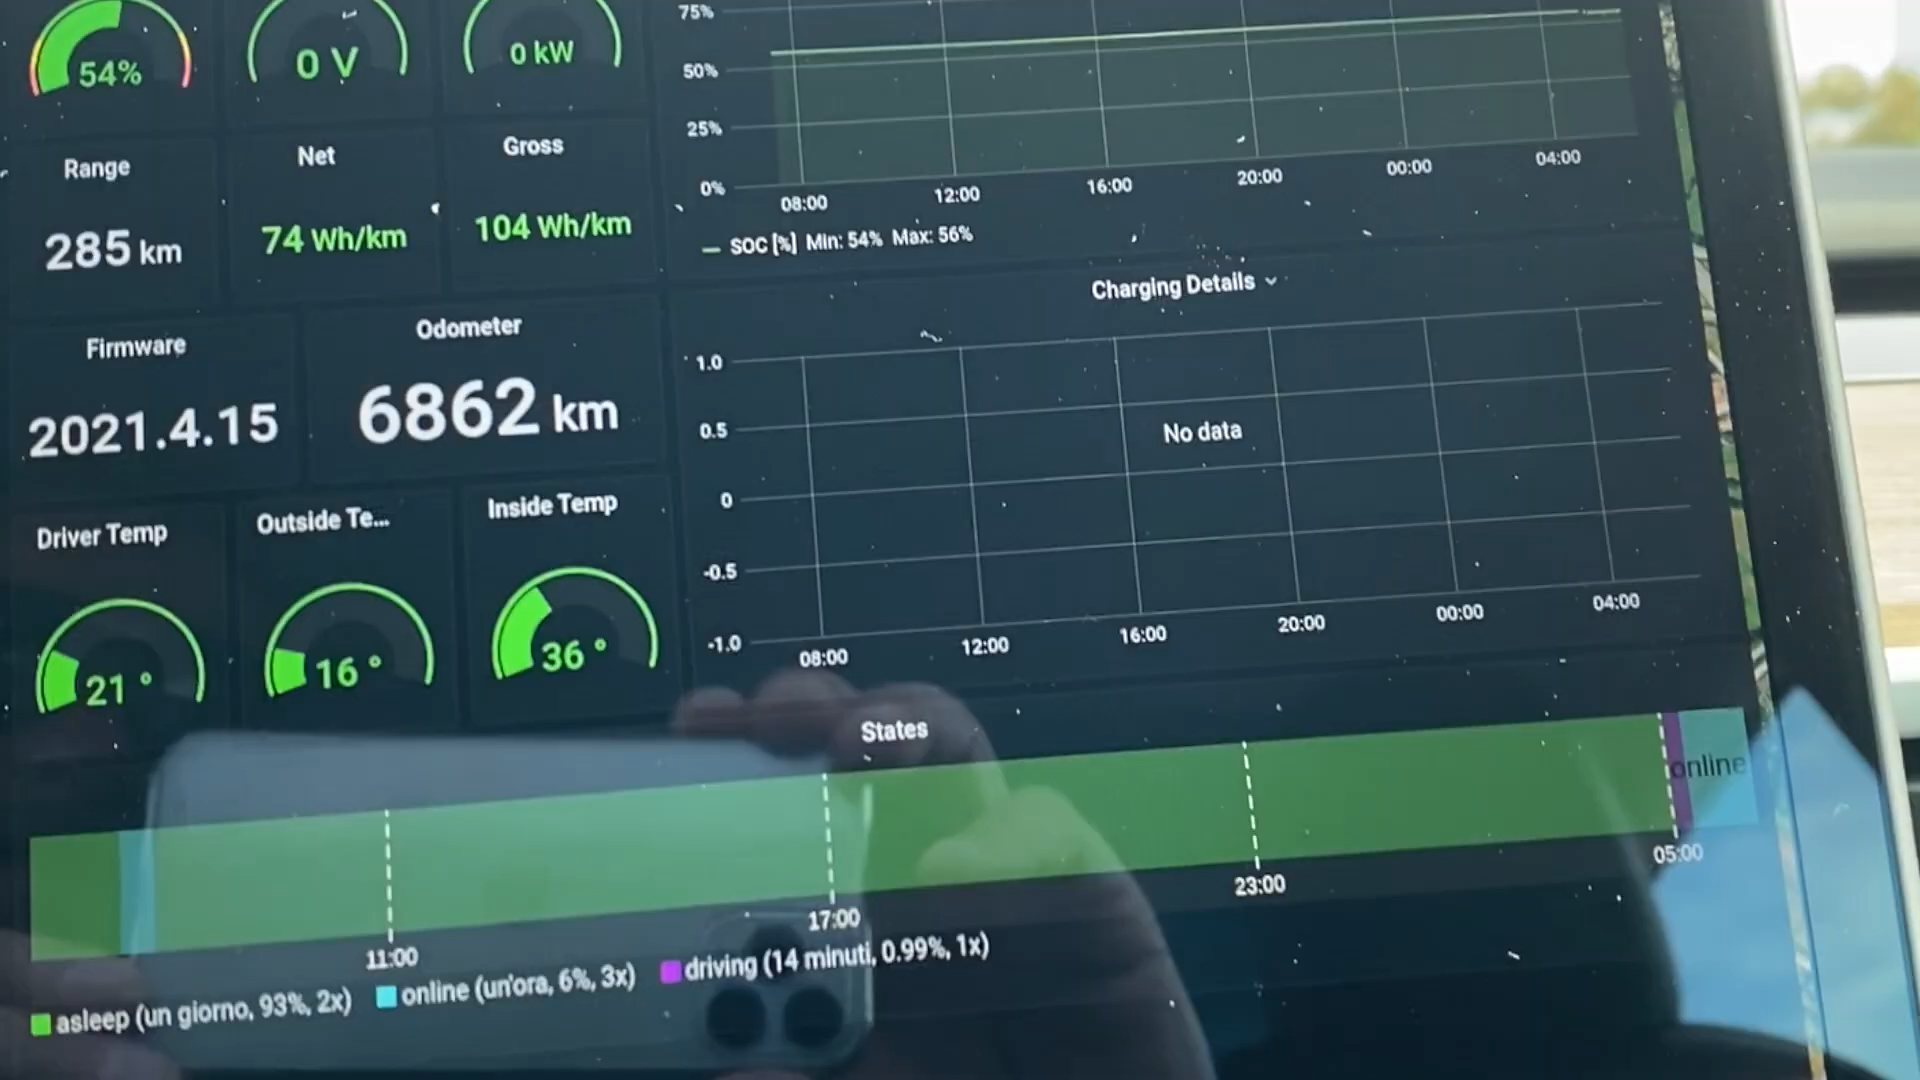 54%
0 V
0 kW
Range
Net
Gross
285 km
74 Wh/km
104 Wh/km
Firmware
Odometer
2021.4.15
6862 km
Driver Temp
Outside Te...
Inside Temp
21 °
16 °
36 °
75%
50%
25%
0%
08:00
12:00
16:00
20:00
00:00
04:00
SOC [%] Min: 54% Max: 56%
Charging Details
1.0
0.5
0
-0.5
-1.0
No data
08:00
12:00
16:00
20:00
00:00
04:00
States
online
11:00
17:00
23:00
05:00
asleep (un giorno, 93%, 2x) online (un'ora, 6%, 3x) driving (14 minuti, 0.99%, 1x)